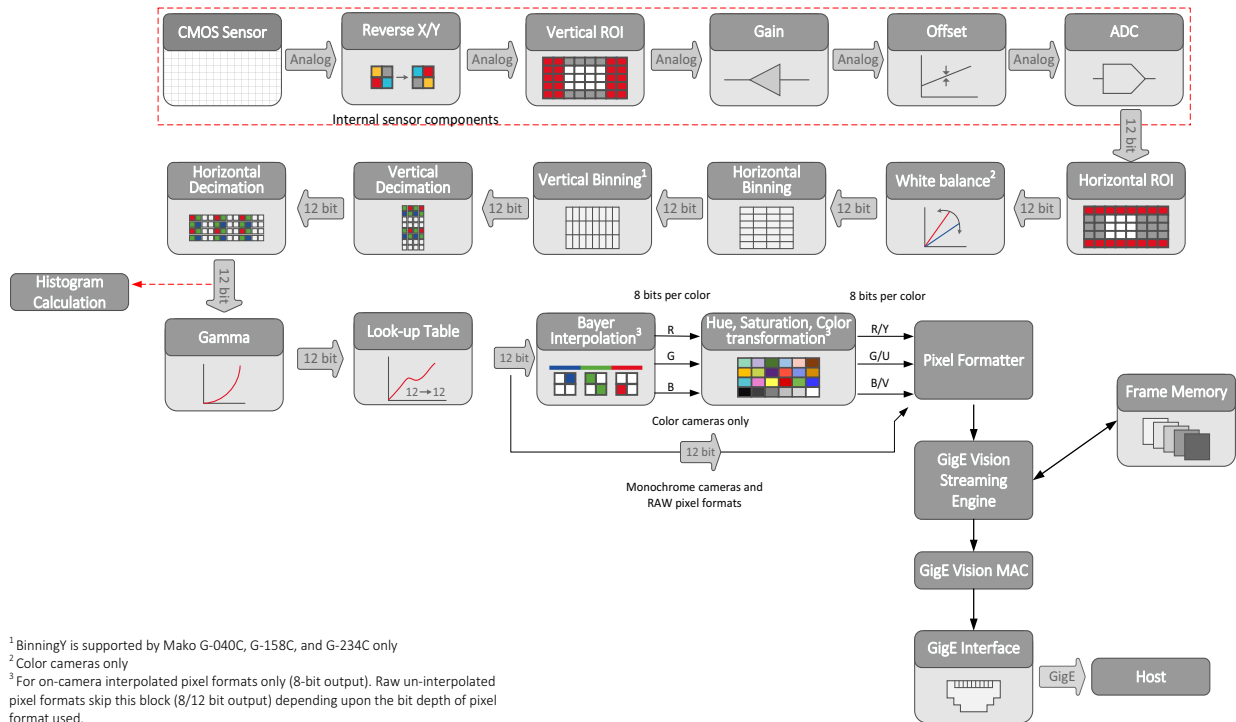 CMOS Sensor
Analog
Reverse X/Y
Analog
Vertical ROI
Analog
Gain
Analog
Offset
Analog
ADC
Internal sensor components
12 bit
Horizontal ROI
12 bit
White balance2
12 bit
Horizontal
Binning
12 bit
Vertical Binning1
12 bit
Vertical
Decimation
12 bit
Horizontal
Decimation
12 bit
Histogram
Calculation
Gamma
12 bit
Look-up Table
12→12
12 bit
Bayer
Interpolation3
8 bits per color
R
G
B
Hue, Saturation, Color
transformation3
8 bits per color
R/Y
G/U
B/V
Color cameras only
12 bit
Monochrome cameras and
RAW pixel formats
Pixel Formatter
Frame Memory
GigE Vision
Streaming
Engine
GigE Vision MAC
GigE Interface
GigE
Host
1 BinningY is supported by Mako G-040C, G-158C, and G-234C only
2 Color cameras only
3 For on-camera interpolated pixel formats only (8-bit output). Raw un-interpolated
pixel formats skip this block (8/12 bit output) depending upon the bit depth of pixel
format used.